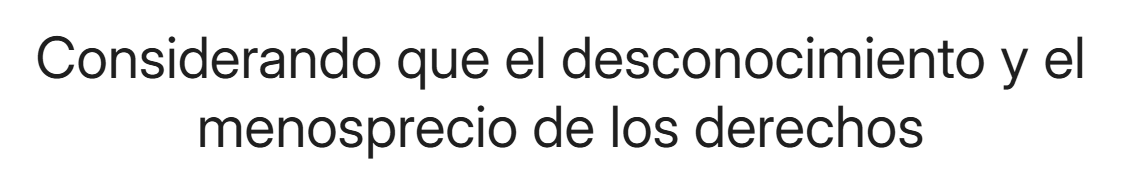 Considerando que el desconocimiento y el
menosprecio de los derechos